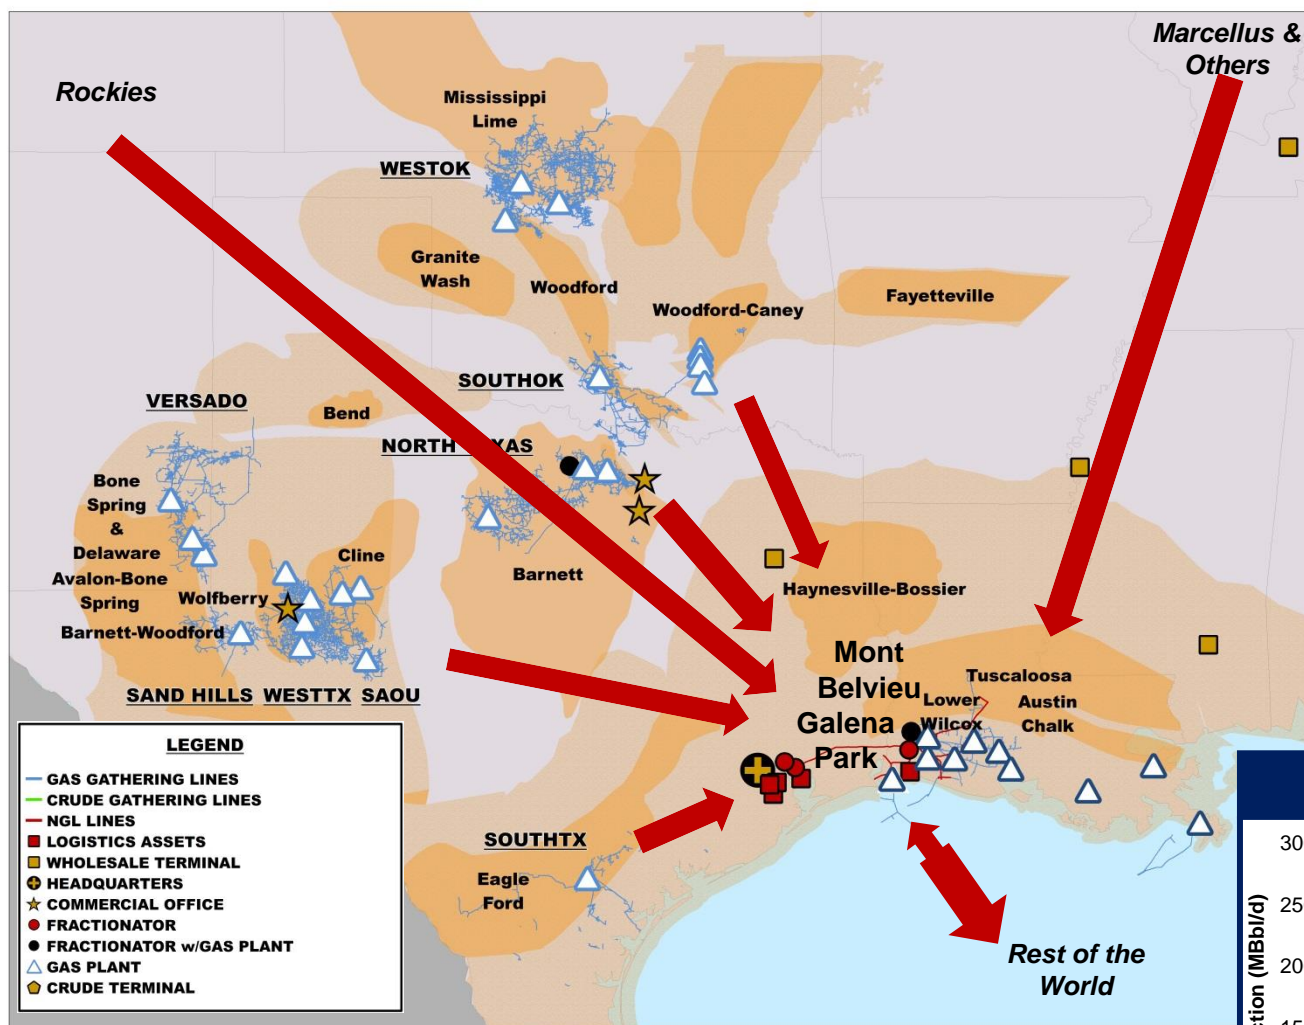 Marcellus &
Others
Rockies
Mississippi
Lime
WESTOK
Granite
Wash
Woodford
Woodford-Caney
Fayetteville
SOUTHOK
VERSADO
Bend
NORTH TEXAS
Bone
Spring
&
Delaware
Avalon-Bone
Spring
Cline
Wolfberry
Barnett-Woodford
Barnett
Haynesville-Bossier
SAND HILLS WESTTX SAOU
Mont
Belvieu
Galena
Park
Tuscaloosa
Lower
Wilcox
Austin
Chalk
SOUTHTX
Eagle
Ford
Rest of the
World
LEGEND
GAS GATHERING LINES
CRUDE GATHERING LINES
NGL LINES
LOGISTICS ASSETS
WHOLESALE TERMINAL
HEADQUARTERS
COMMERCIAL OFFICE
FRACTIONATOR
FRACTIONATOR w/GAS PLANT
GAS PLANT
CRUDE TERMINAL
30
25
20
15
ction (MBbl/d)